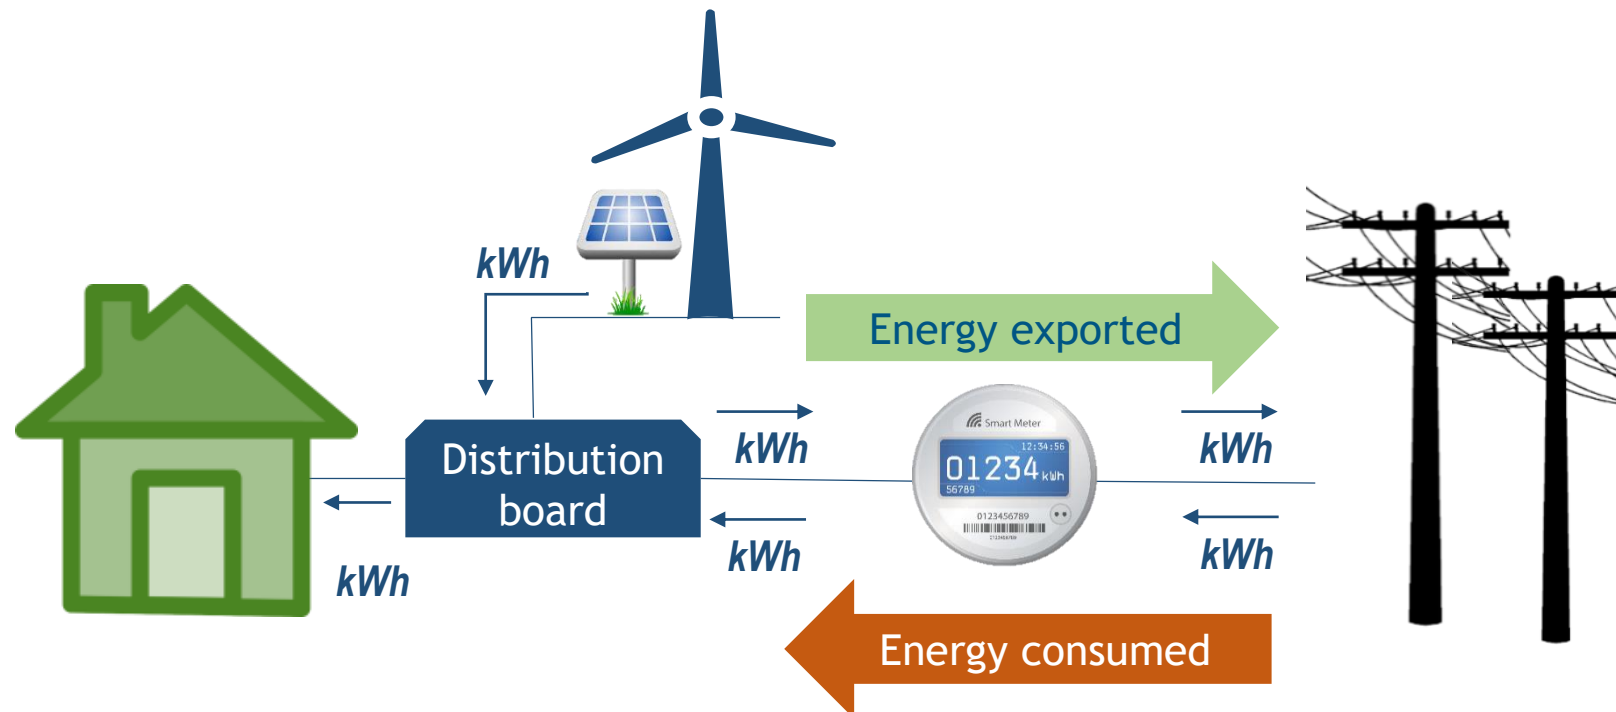 kWh
Energy exported
Smart Meter
12:34:56
01234 kWh
56789
0123456789
Distribution
board
kWh
kWh
kWh
kWh
kWh
Energy consumed